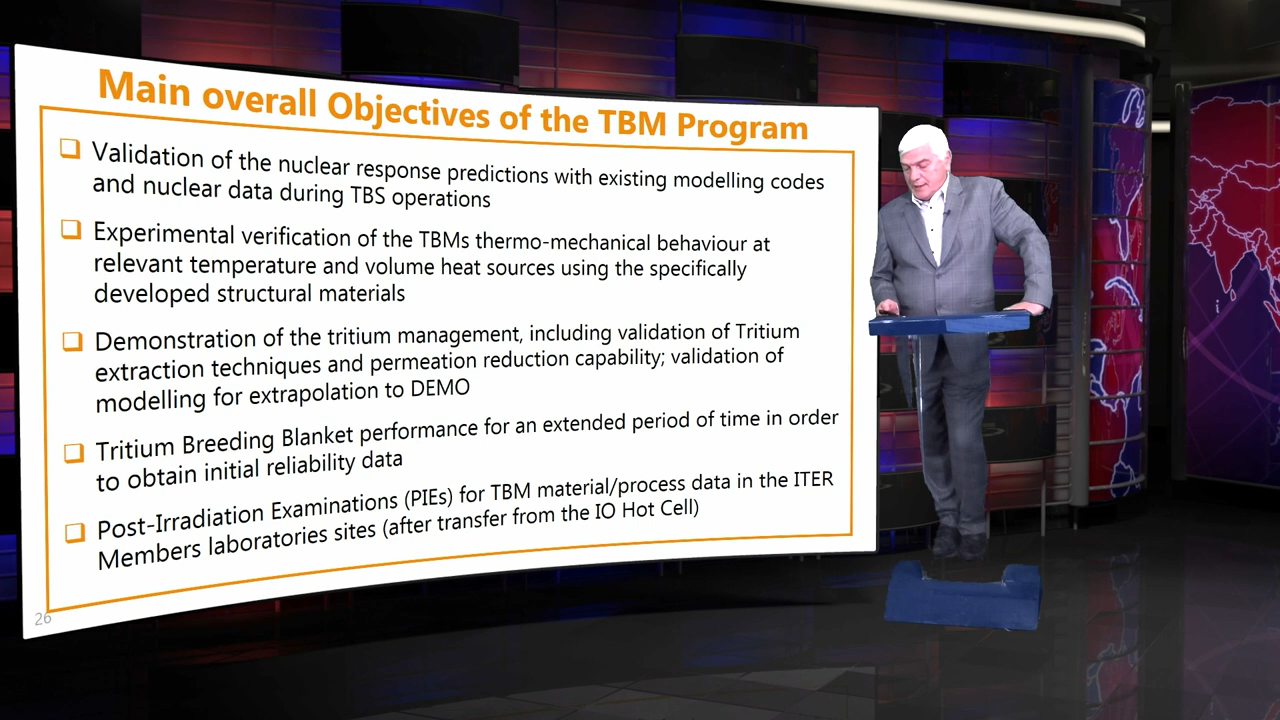 Main overall Objectives of the TBM Program
❑ Validation of the nuclear response predictions with existing modelling codes
and nuclear data during TBS operations
❑ Experimental verification of the TBMs thermo-mechanical behaviour at
relevant temperature and volume heat sources using the specifically
developed structural materials
❑ Demonstration of the tritium management, including validation of Tritium
extraction techniques and permeation reduction capability; validation of
modelling for extrapolation to DEMO
❑ Tritium Breeding Blanket performance for an extended period of time in order
to obtain initial reliability data
❑ Post-Irradiation Examinations (PIEs) for TBM material/process data in the ITER
Members laboratories sites (after transfer from the IO Hot Cell)
26